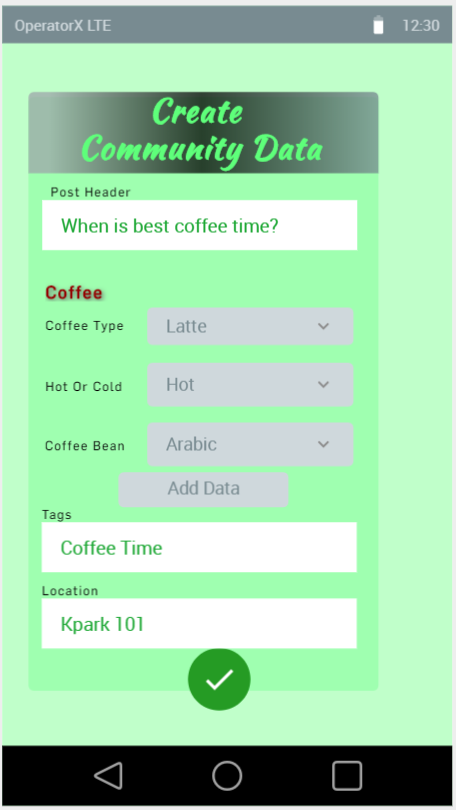 OperatorX LTE 12:30
Create
Community Data
Post Header
When is best coffee time?
Coffee
Coffee Type Latte
Hot Or Cold Hot
Coffee Bean Arabic
Add Data
Tags
Coffee Time
Location
Kpark 101